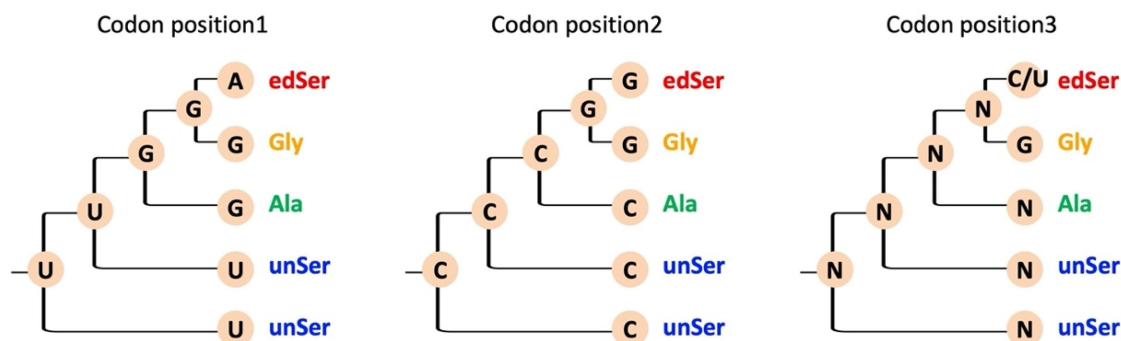 Codon position1 Codon position2 Codon position3
A edSer G edSer C/U edSer
G G N
G Gly G Gly G Gly
G C N
G Ala C Ala N Ala
U C N
U unSer C unSer N unSer
U C N
U unSer C unSer N unSer